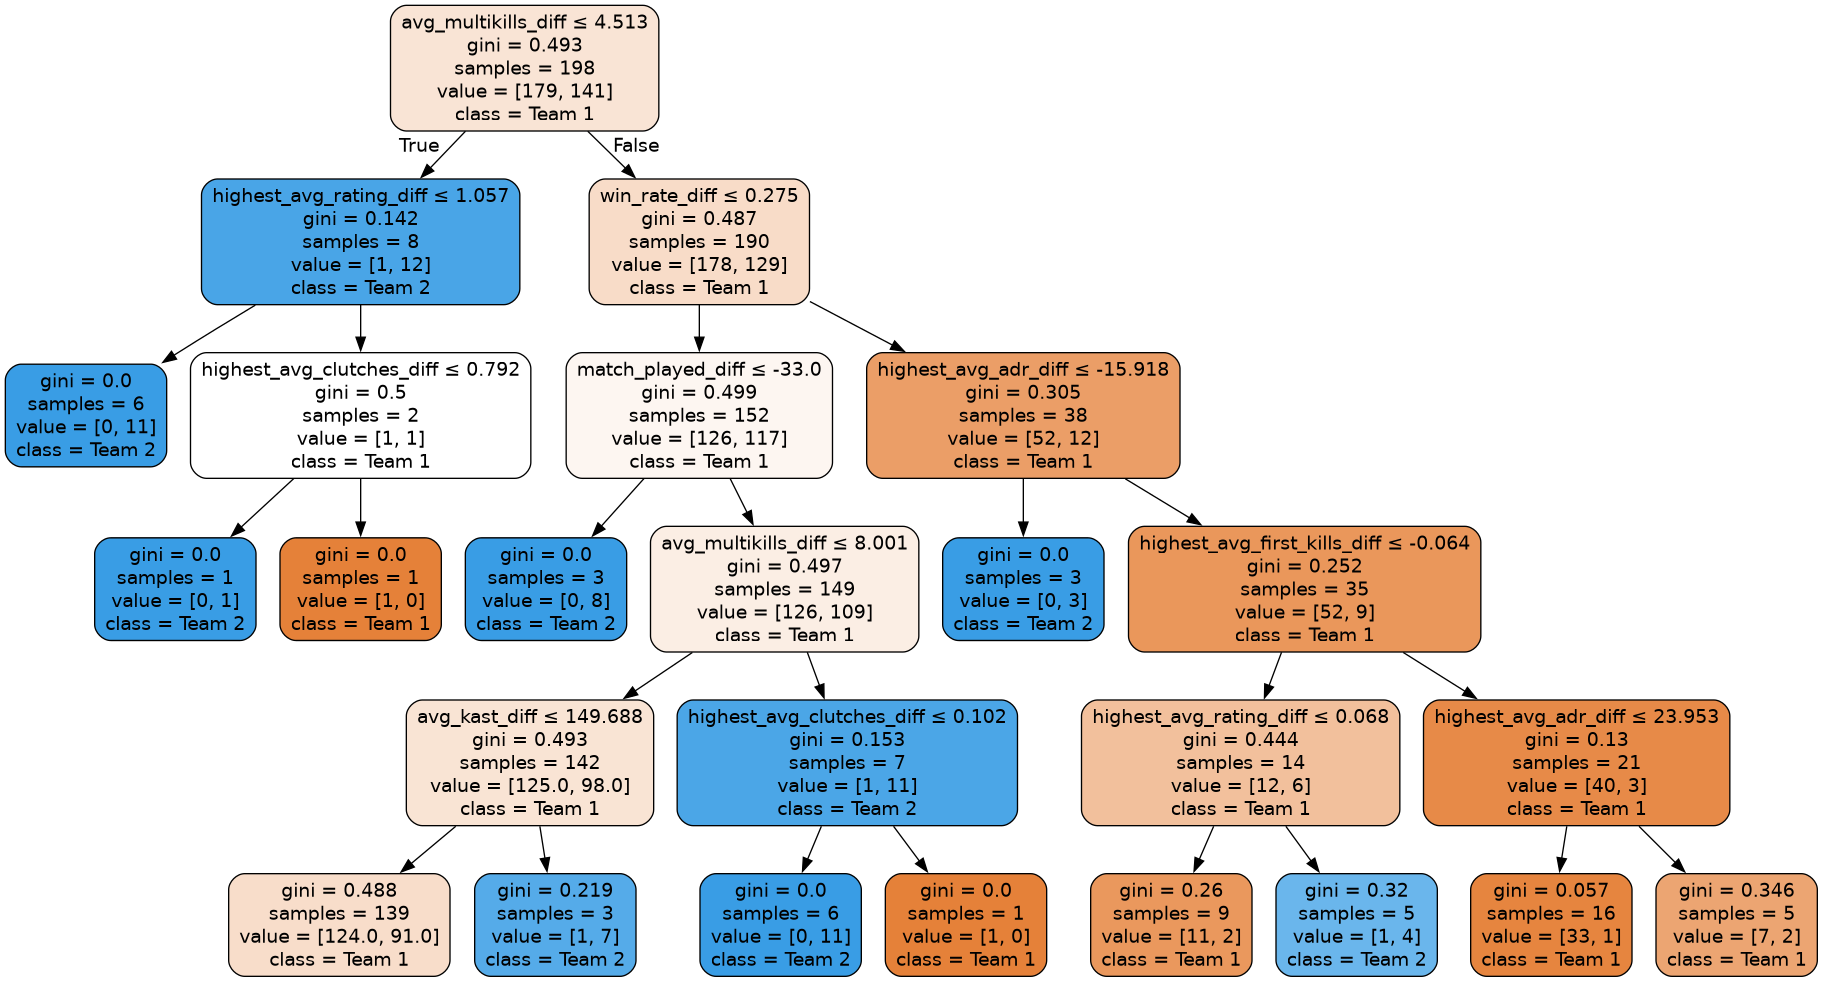 avg_multikills_diff ≤ 4.513
gini = 0.493
samples = 198
value = [179, 141]
class = Team 1
True
False
highest_avg_rating_diff ≤ 1.057
gini = 0.142
samples = 8
value = [1, 12]
class = Team 2
win_rate_diff ≤ 0.275
gini = 0.487
samples = 190
value = [178, 129]
class = Team 1
gini = 0.0
samples = 6
value = [0, 11]
class = Team 2
highest_avg_clutches_diff ≤ 0.792
gini = 0.5
samples = 2
value = [1, 1]
class = Team 1
match_played_diff ≤ -33.0
gini = 0.499
samples = 152
value = [126, 117]
class = Team 1
highest_avg_adr_diff ≤ -15.918
gini = 0.305
samples = 38
value = [52, 12]
class = Team 1
gini = 0.0
samples = 1
value = [0, 1]
class = Team 2
gini = 0.0
samples = 1
value = [1, 0]
class = Team 1
gini = 0.0
samples = 3
value = [0, 8]
class = Team 2
avg_multikills_diff ≤ 8.001
gini = 0.497
samples = 149
value = [126, 109]
class = Team 1
gini = 0.0
samples = 3
value = [0, 3]
class = Team 2
highest_avg_first_kills_diff ≤ -0.064
gini = 0.252
samples = 35
value = [52, 9]
class = Team 1
avg_kast_diff ≤ 149.688
gini = 0.493
samples = 142
value = [125.0, 98.0]
class = Team 1
highest_avg_clutches_diff ≤ 0.102
gini = 0.153
samples = 7
value = [1, 11]
class = Team 2
highest_avg_rating_diff ≤ 0.068
gini = 0.444
samples = 14
value = [12, 6]
class = Team 1
highest_avg_adr_diff ≤ 23.953
gini = 0.13
samples = 21
value = [40, 3]
class = Team 1
gini = 0.488
samples = 139
value = [124.0, 91.0]
class = Team 1
gini = 0.219
samples = 3
value = [1, 7]
class = Team 2
gini = 0.0
samples = 6
value = [0, 11]
class = Team 2
gini = 0.0
samples = 1
value = [1, 0]
class = Team 1
gini = 0.26
samples = 9
value = [11, 2]
class = Team 1
gini = 0.32
samples = 5
value = [1, 4]
class = Team 2
gini = 0.057
samples = 16
value = [33, 1]
class = Team 1
gini = 0.346
samples = 5
value = [7, 2]
class = Team 1